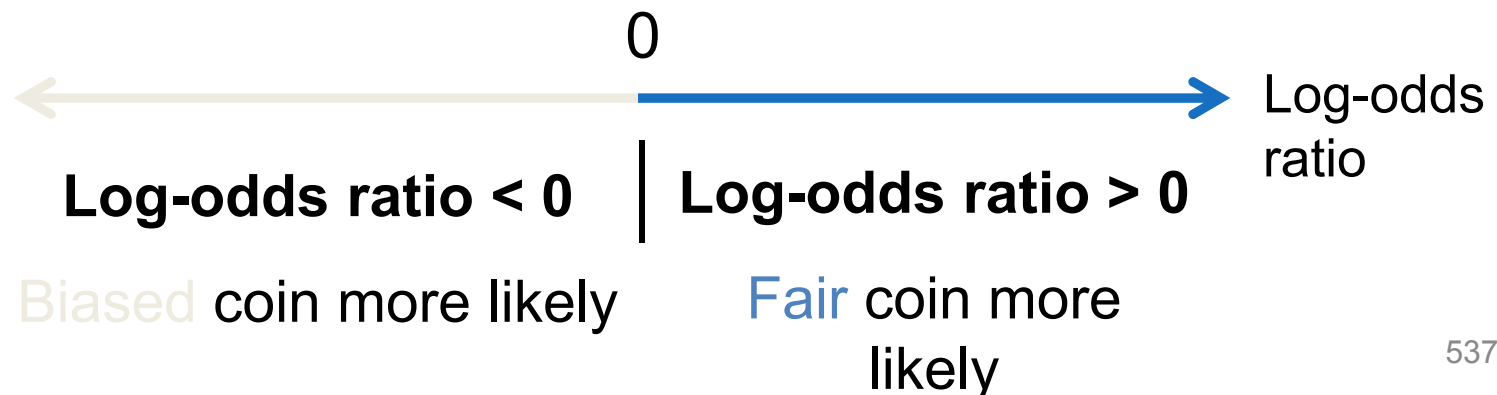 0
Log-odds
ratio
Log-odds ratio < 0
Log-odds ratio > 0
Biased coin more likely
Fair coin more
likely
537